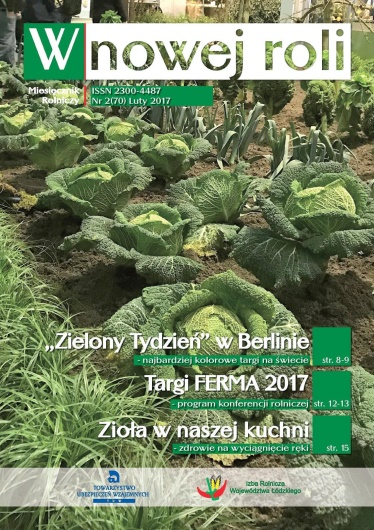 W nowej roli
Miesięcznik
Rolniczy
ISSN 2300-4487
Nr 2(70) Luty 2017
„Zielony Tydzień” w Berlinie
- najbardziej kolorowe targi na świecie
str. 8-9
Targi FERMA 2017
- program konferencji rolniczej
str. 12-13
Zioła w naszej kuchni
- zdrowie na wyciągnięcie ręki
str. 15
TOWARZYSTWO
UBEZPIECZEŃ WZAJEMNYCH
TUW
Izba Rolnicza
Województwa Łódzkiego